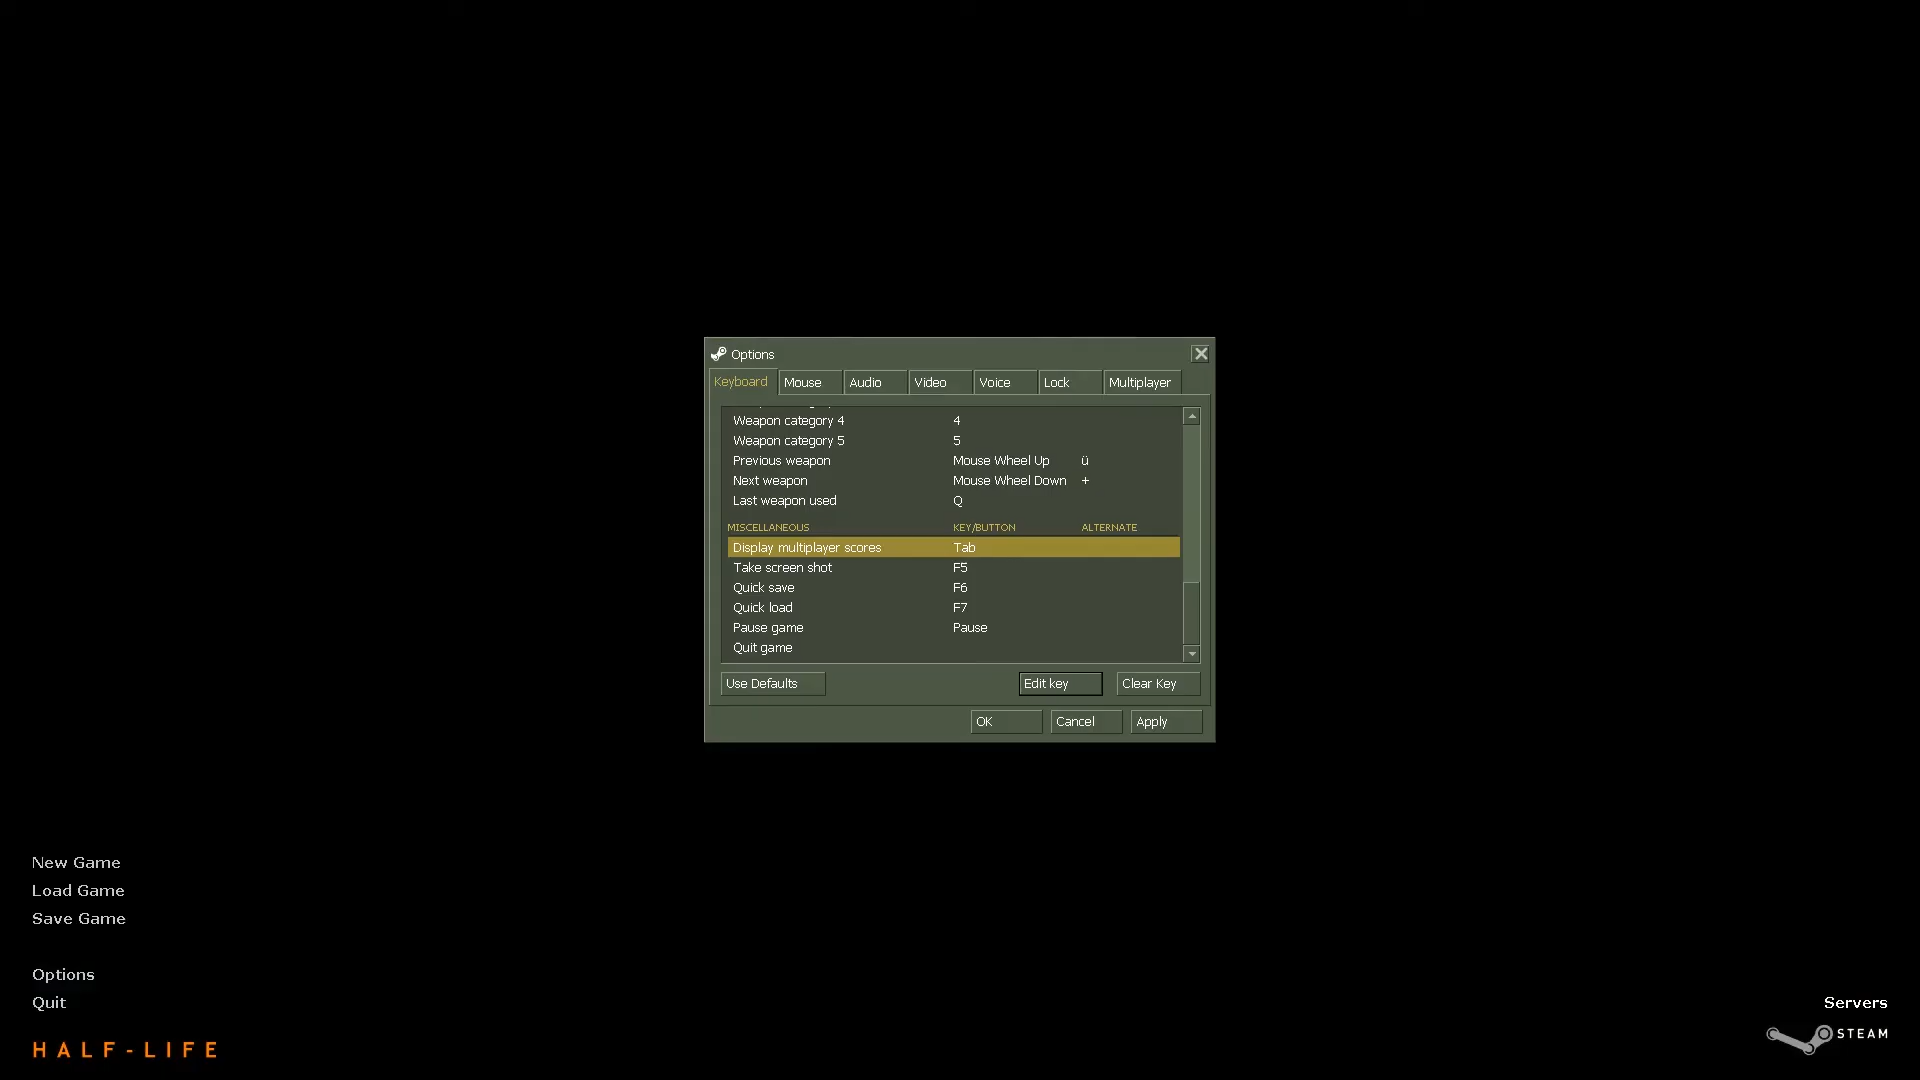 Options
Keyboard Mouse Audio Video Voice Lock Multiplayer
Weapon category 4 4
Weapon category 5 5
Previous weapon Mouse Wheel Up ü
Next weapon Mouse Wheel Down +
Last weapon used Q
MISCELLANEOUS KEY/BUTTON ALTERNATE
Display multiplayer scores Tab
Take screen shot F5
Quick save F6
Quick load F7
Pause game Pause
Quit game
Use Defaults Edit key Clear Key
OK Cancel Apply
New Game
Load Game
Save Game
Options
Quit
Servers
HALF-LIFE
STEAM